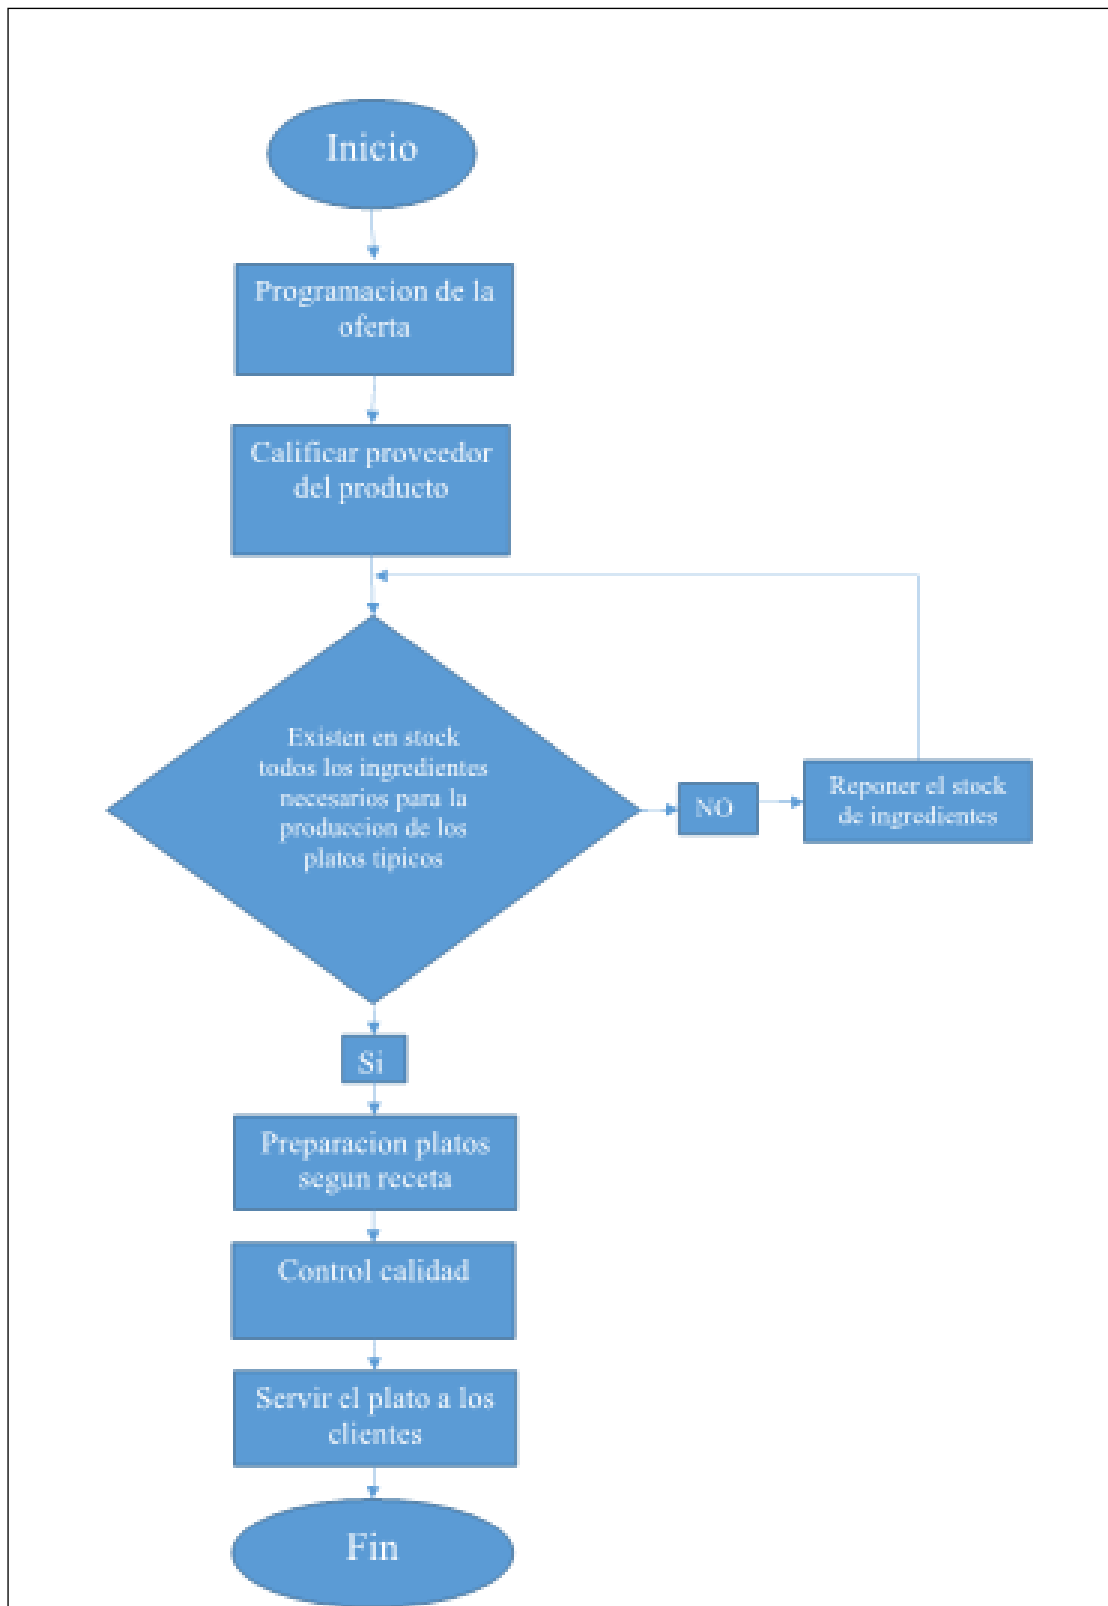 Inicio
Programacion de la
oferta
Calificar proveedor
del producto
Existen en stock
todos los ingredientes
necesarios para la
produccion de los
platos tipicos
NO
Reponer el stock
de ingredientes
Si
Preparacion platos
segun receta
Control calidad
Servir el plato a los
clientes
Fin